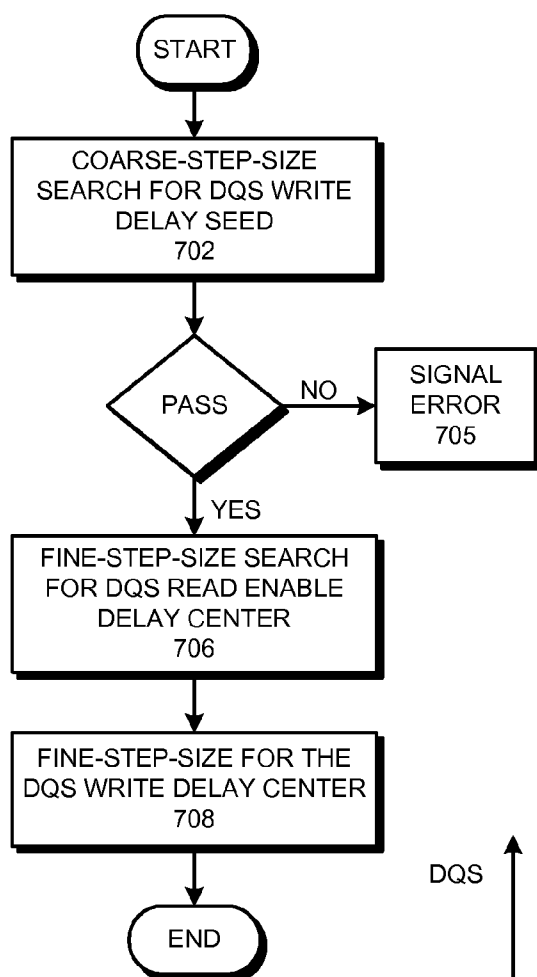 START
COARSE-STEP-SIZE
SEARCH FOR DQS WRITE
DELAY SEED
702
PASS
NO
SIGNAL
ERROR
705
YES
FINE-STEP-SIZE SEARCH
FOR DQS READ ENABLE
DELAY CENTER
706
FINE-STEP-SIZE FOR THE
DQS WRITE DELAY CENTER
708
DQS
END